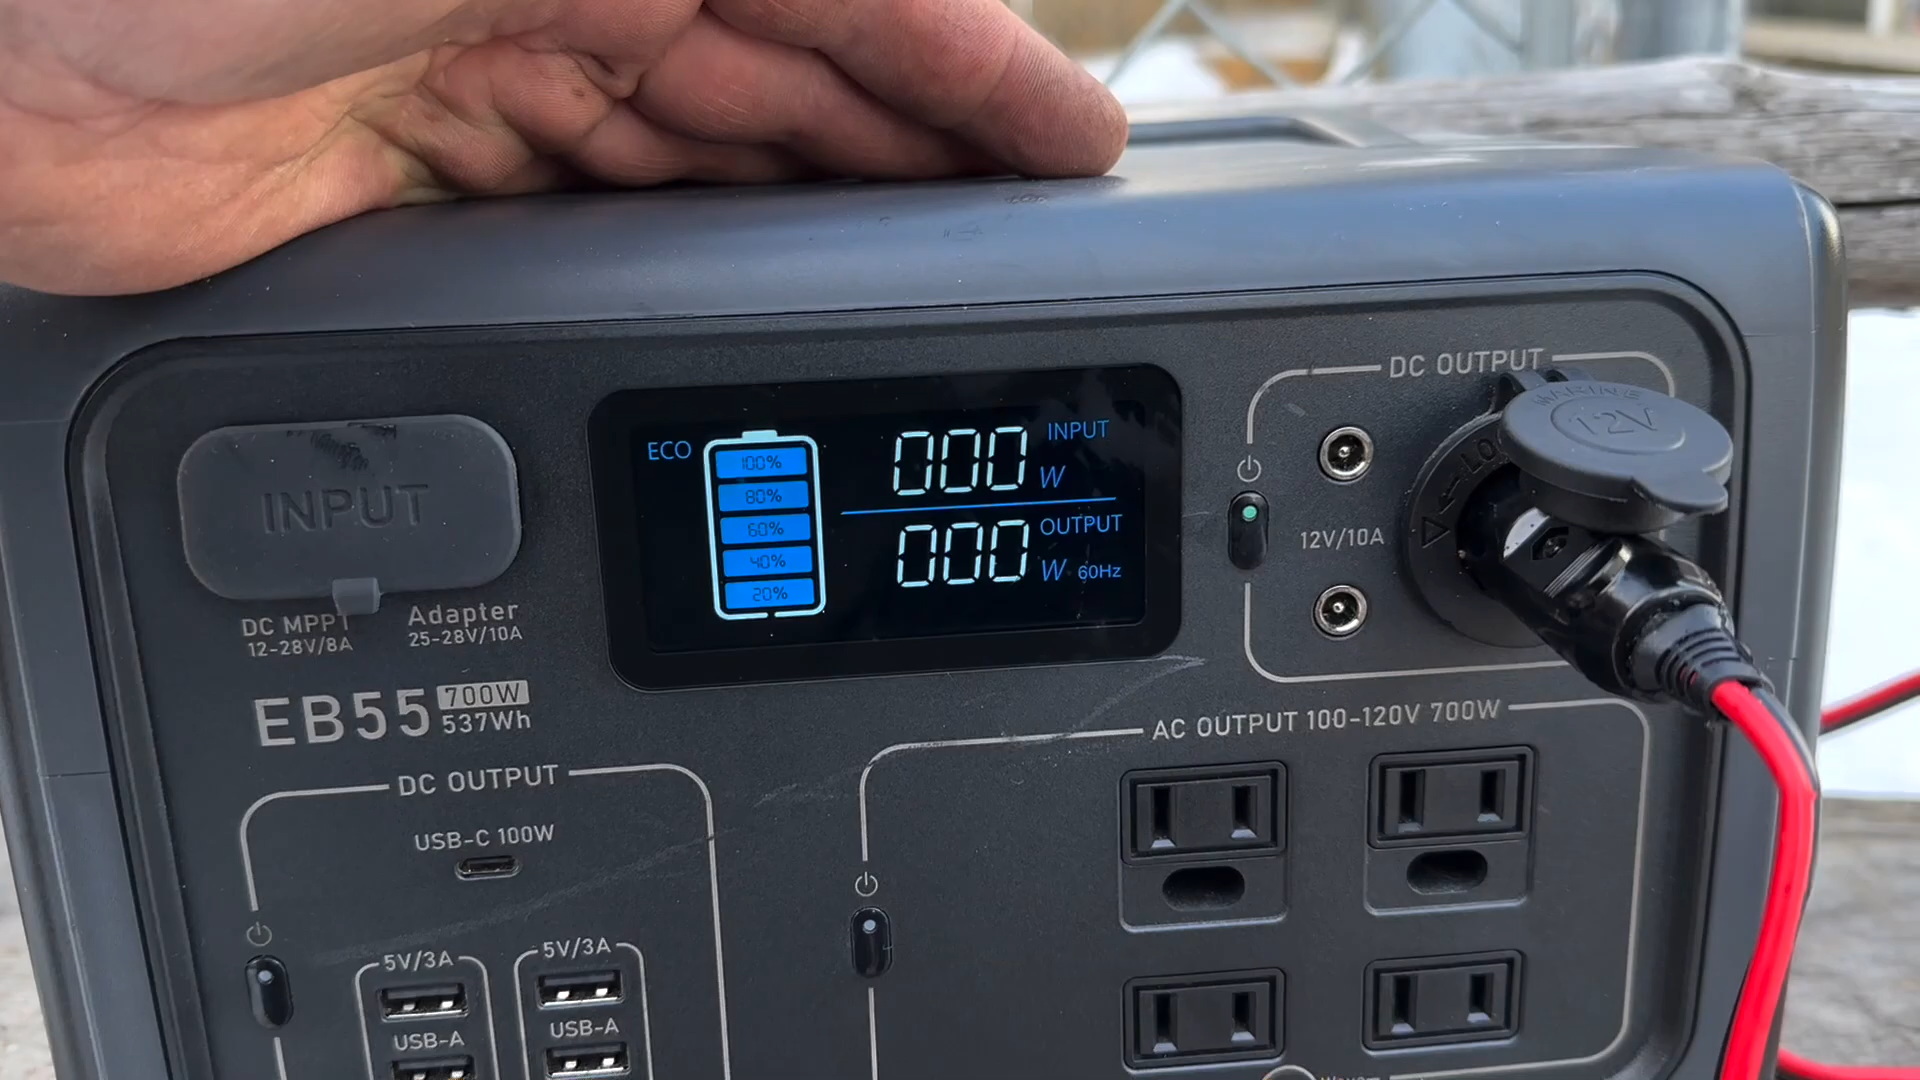 DC OUTPUT
MARINE
12V
LO
INPUT
ECO
100%
80%
60%
40%
20%
000 INPUT
W
000 OUTPUT
W 60Hz
12V/10A
DC MPPT
12-28V/8A
Adapter
25-28V/10A
EB55 700W
537Wh
AC OUTPUT 100-120V 700W
DC OUTPUT
USB-C 100W
5V/3A
5V/3A
USB-A
USB-A